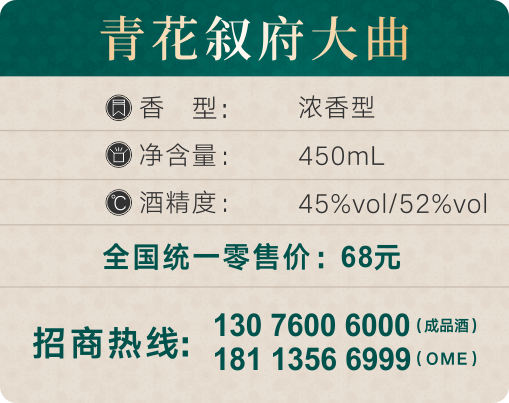 青花叙府大曲
香 型： 浓香型
净含量： 450mL
℃ 酒精度： 45%vol/52%vol
全国统一零售价：68元
招商热线:
130 7600 6000（成品酒）
181 1356 6999（OME）